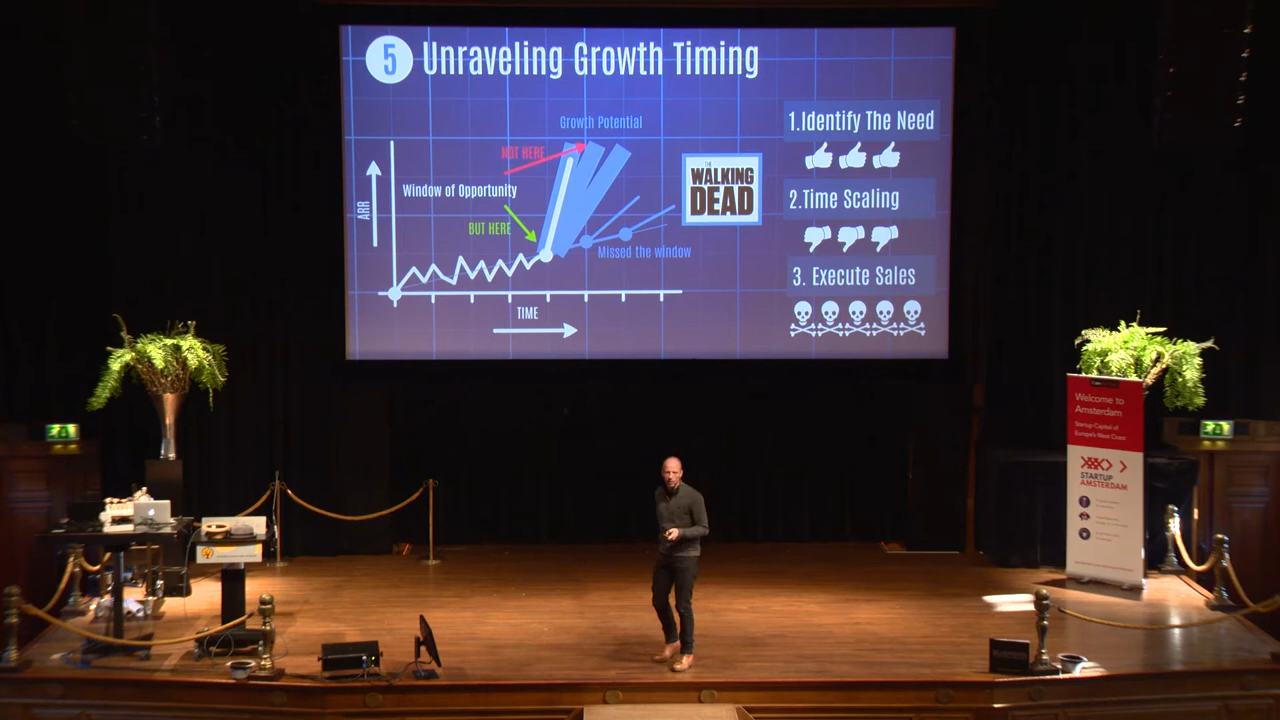 5 Unraveling Growth Timing
Growth Potential
NOT HERE
Window of Opportunity
BUT HERE
ARR
Missed the window
TIME
THE
WALKING
DEAD
1.Identify The Need
2.Time Scaling
3. Execute Sales
Welcome to
Amsterdam
Startup Capital of
Europe's West Coast
STARTUP
AMSTERDAM